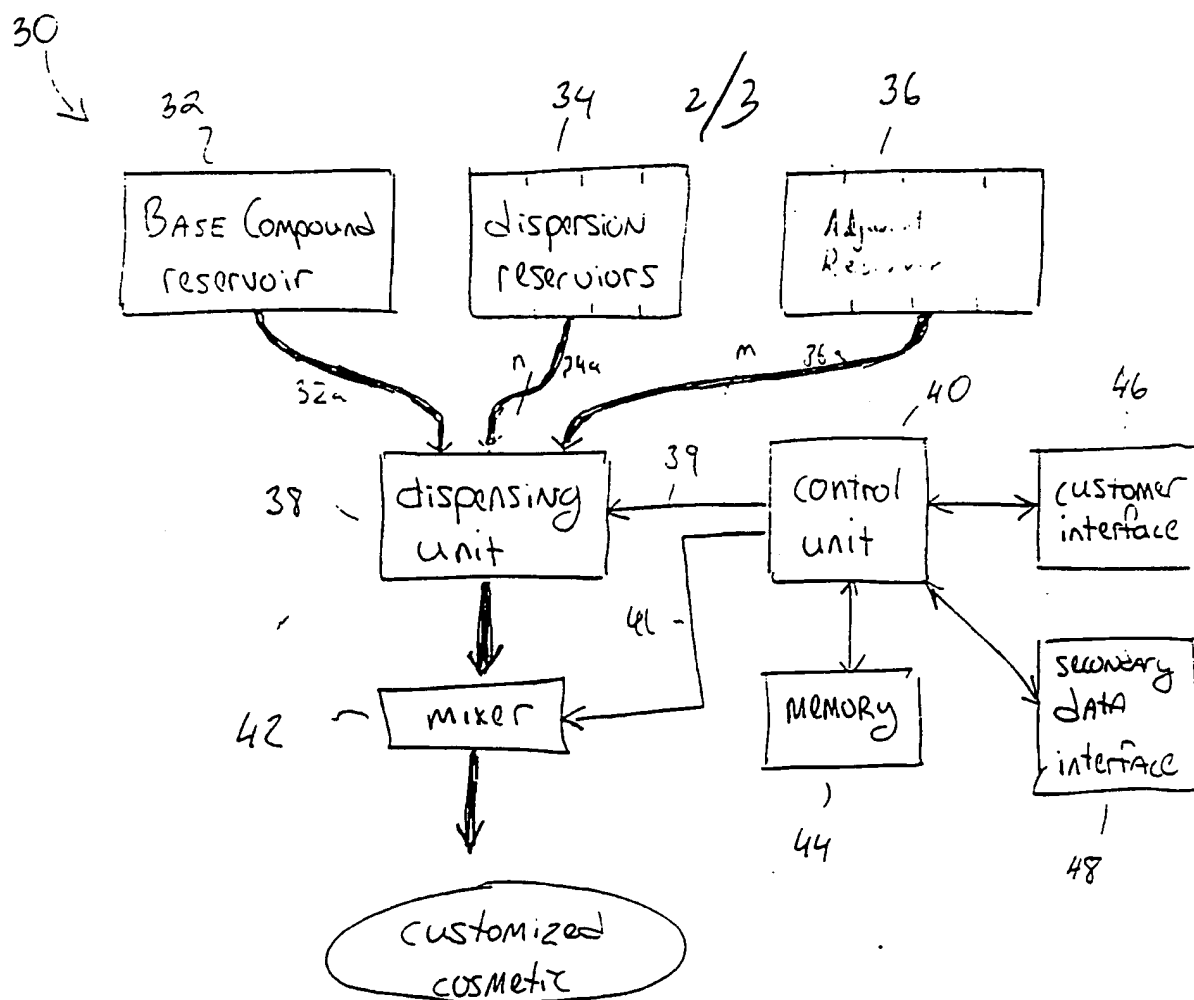 30
32
34
2/3
36
BASE Compound
reservoir
dispersion
reserviors
32a
n
34a
m
36a
40
46
38
dispensing
unit
39
control
unit
customer
interface
41
42
mixer
MEMORY
secondary
DATA
interface
44
48
customized
cosmetic